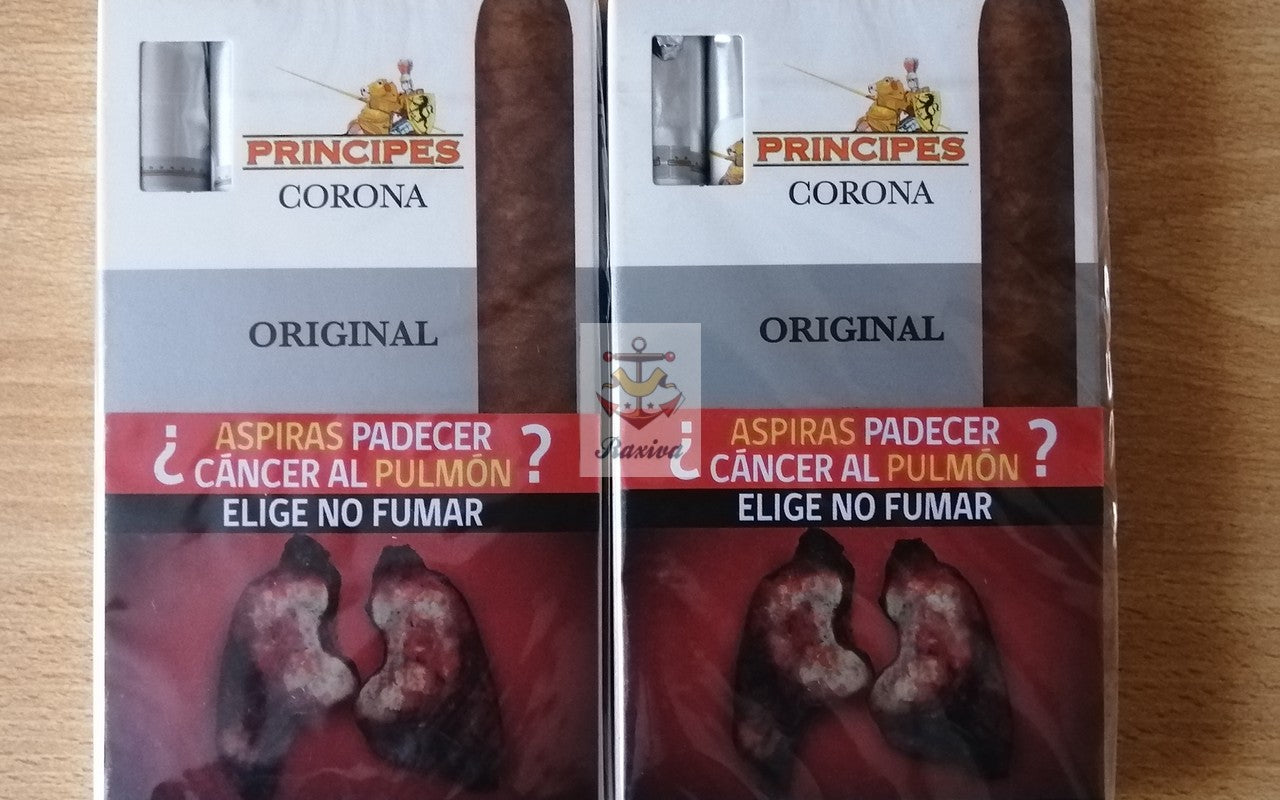 PRINCIPES
CORONA
ORIGINAL
¿ ASPIRAS PADECER
CÁNCER AL PULMÓN ?
ELIGE NO FUMAR
PRINCIPES
CORONA
ORIGINAL
¿ ASPIRAS PADECER
CÁNCER AL PULMÓN ?
ELIGE NO FUMAR
Raxiva